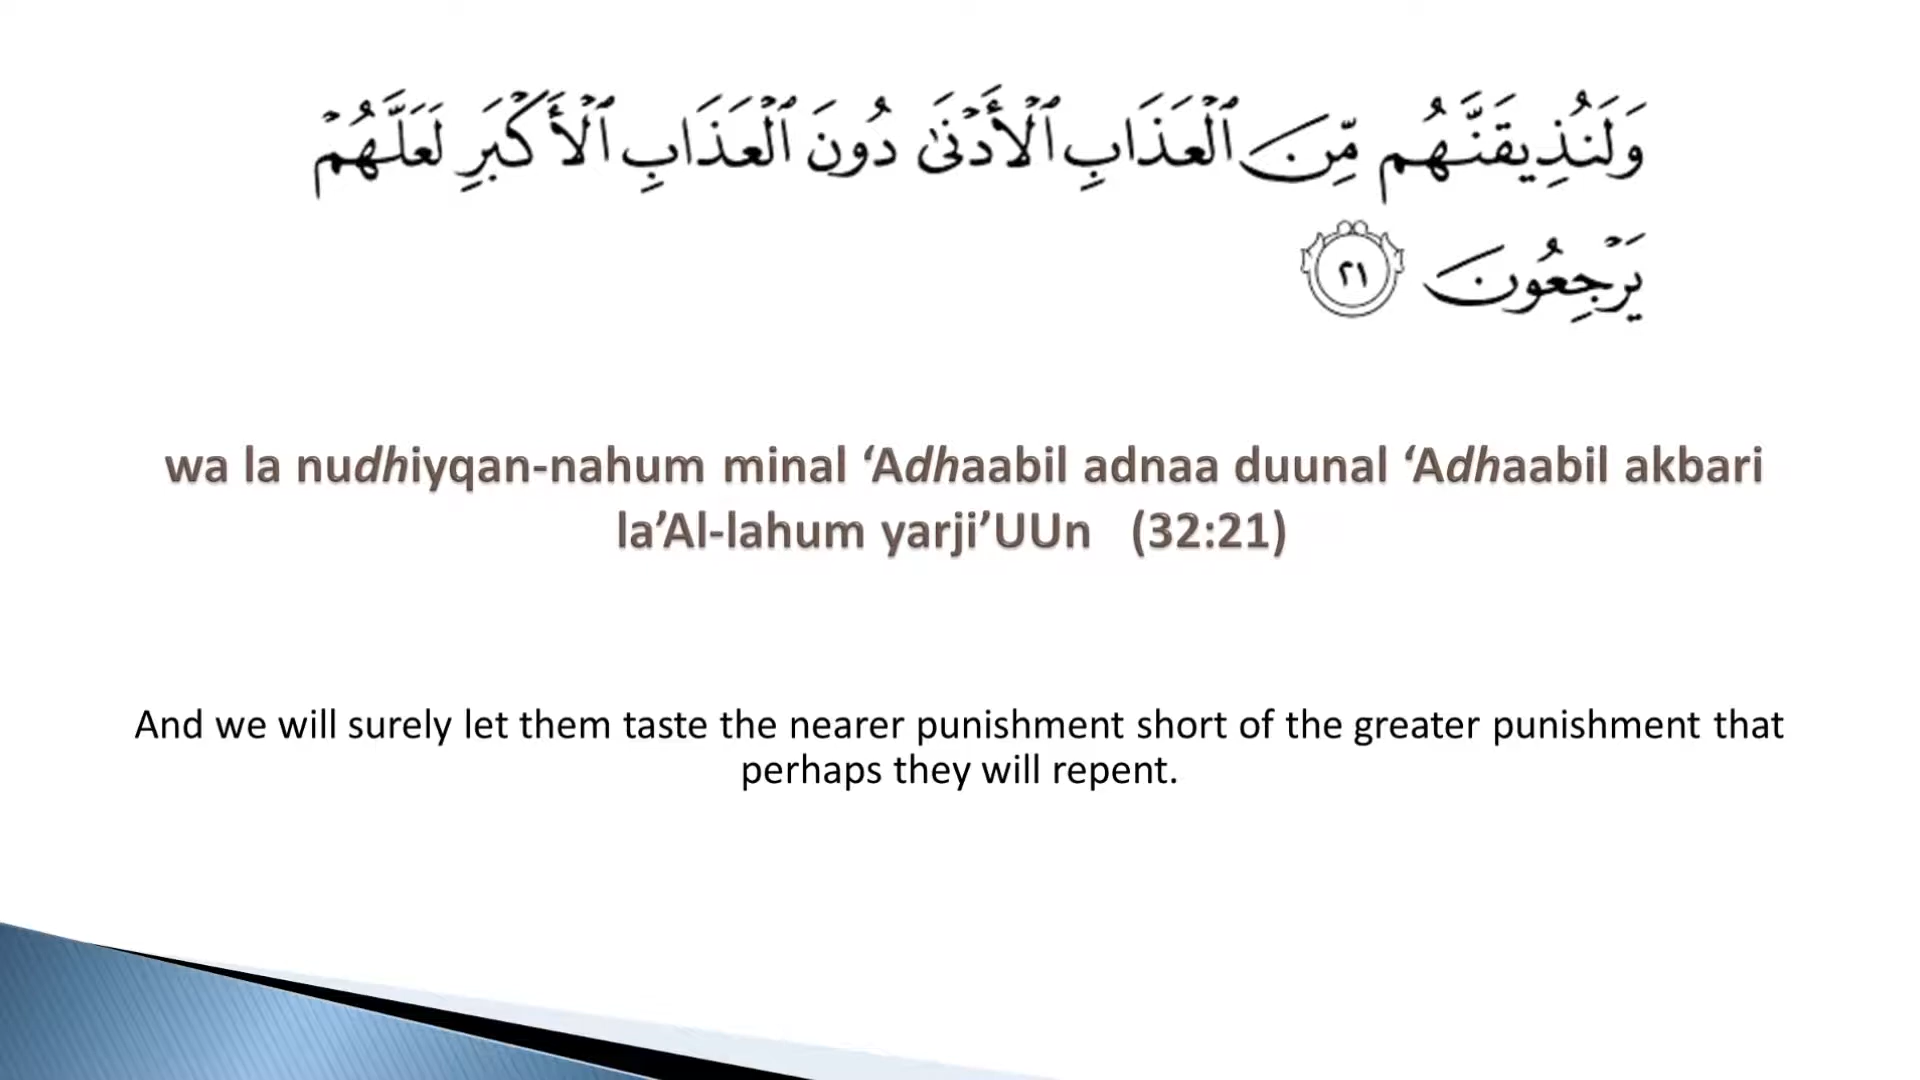 وَلَنُذِيقَنَّهُم مِّنَ ٱلْعَذَابِ ٱلْأَدْنَىٰ دُونَ ٱلْعَذَابِ ٱلْأَكْبَرِ لَعَلَّهُمْ
يَرْجِعُونَ ٢١
wa la nudhiyqan-nahum minal ‘Adhaabil adnaa duunal ‘Adhaabil akbari
la’Al-lahum yarji’UUn (32:21)
And we will surely let them taste the nearer punishment short of the greater punishment that
perhaps they will repent.